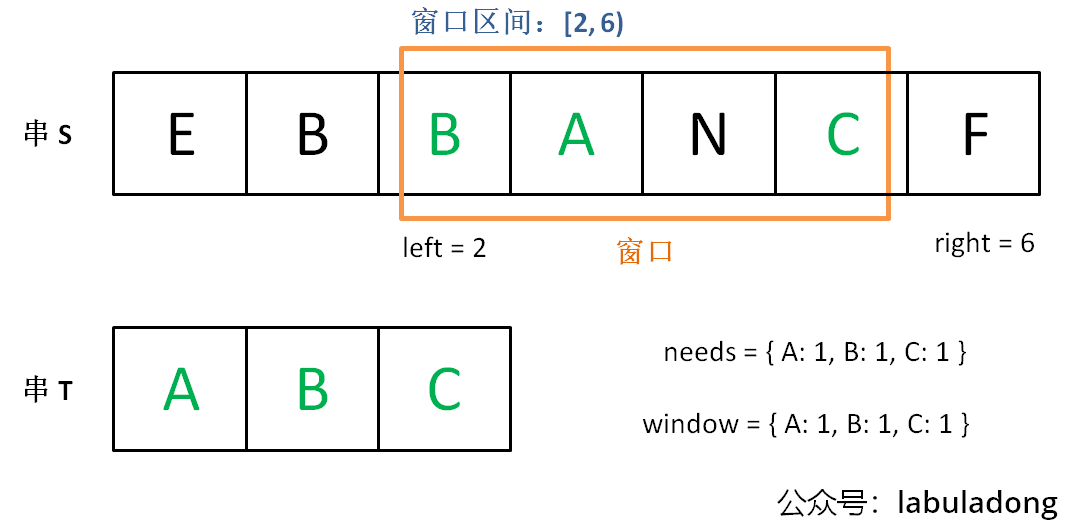 窗口区间：[2, 6)
串 S
E B B A N C F
left = 2
窗口
right = 6
串 T
A B C
needs = { A: 1, B: 1, C: 1 }
window = { A: 1, B: 1, C: 1 }
公众号：labuladong